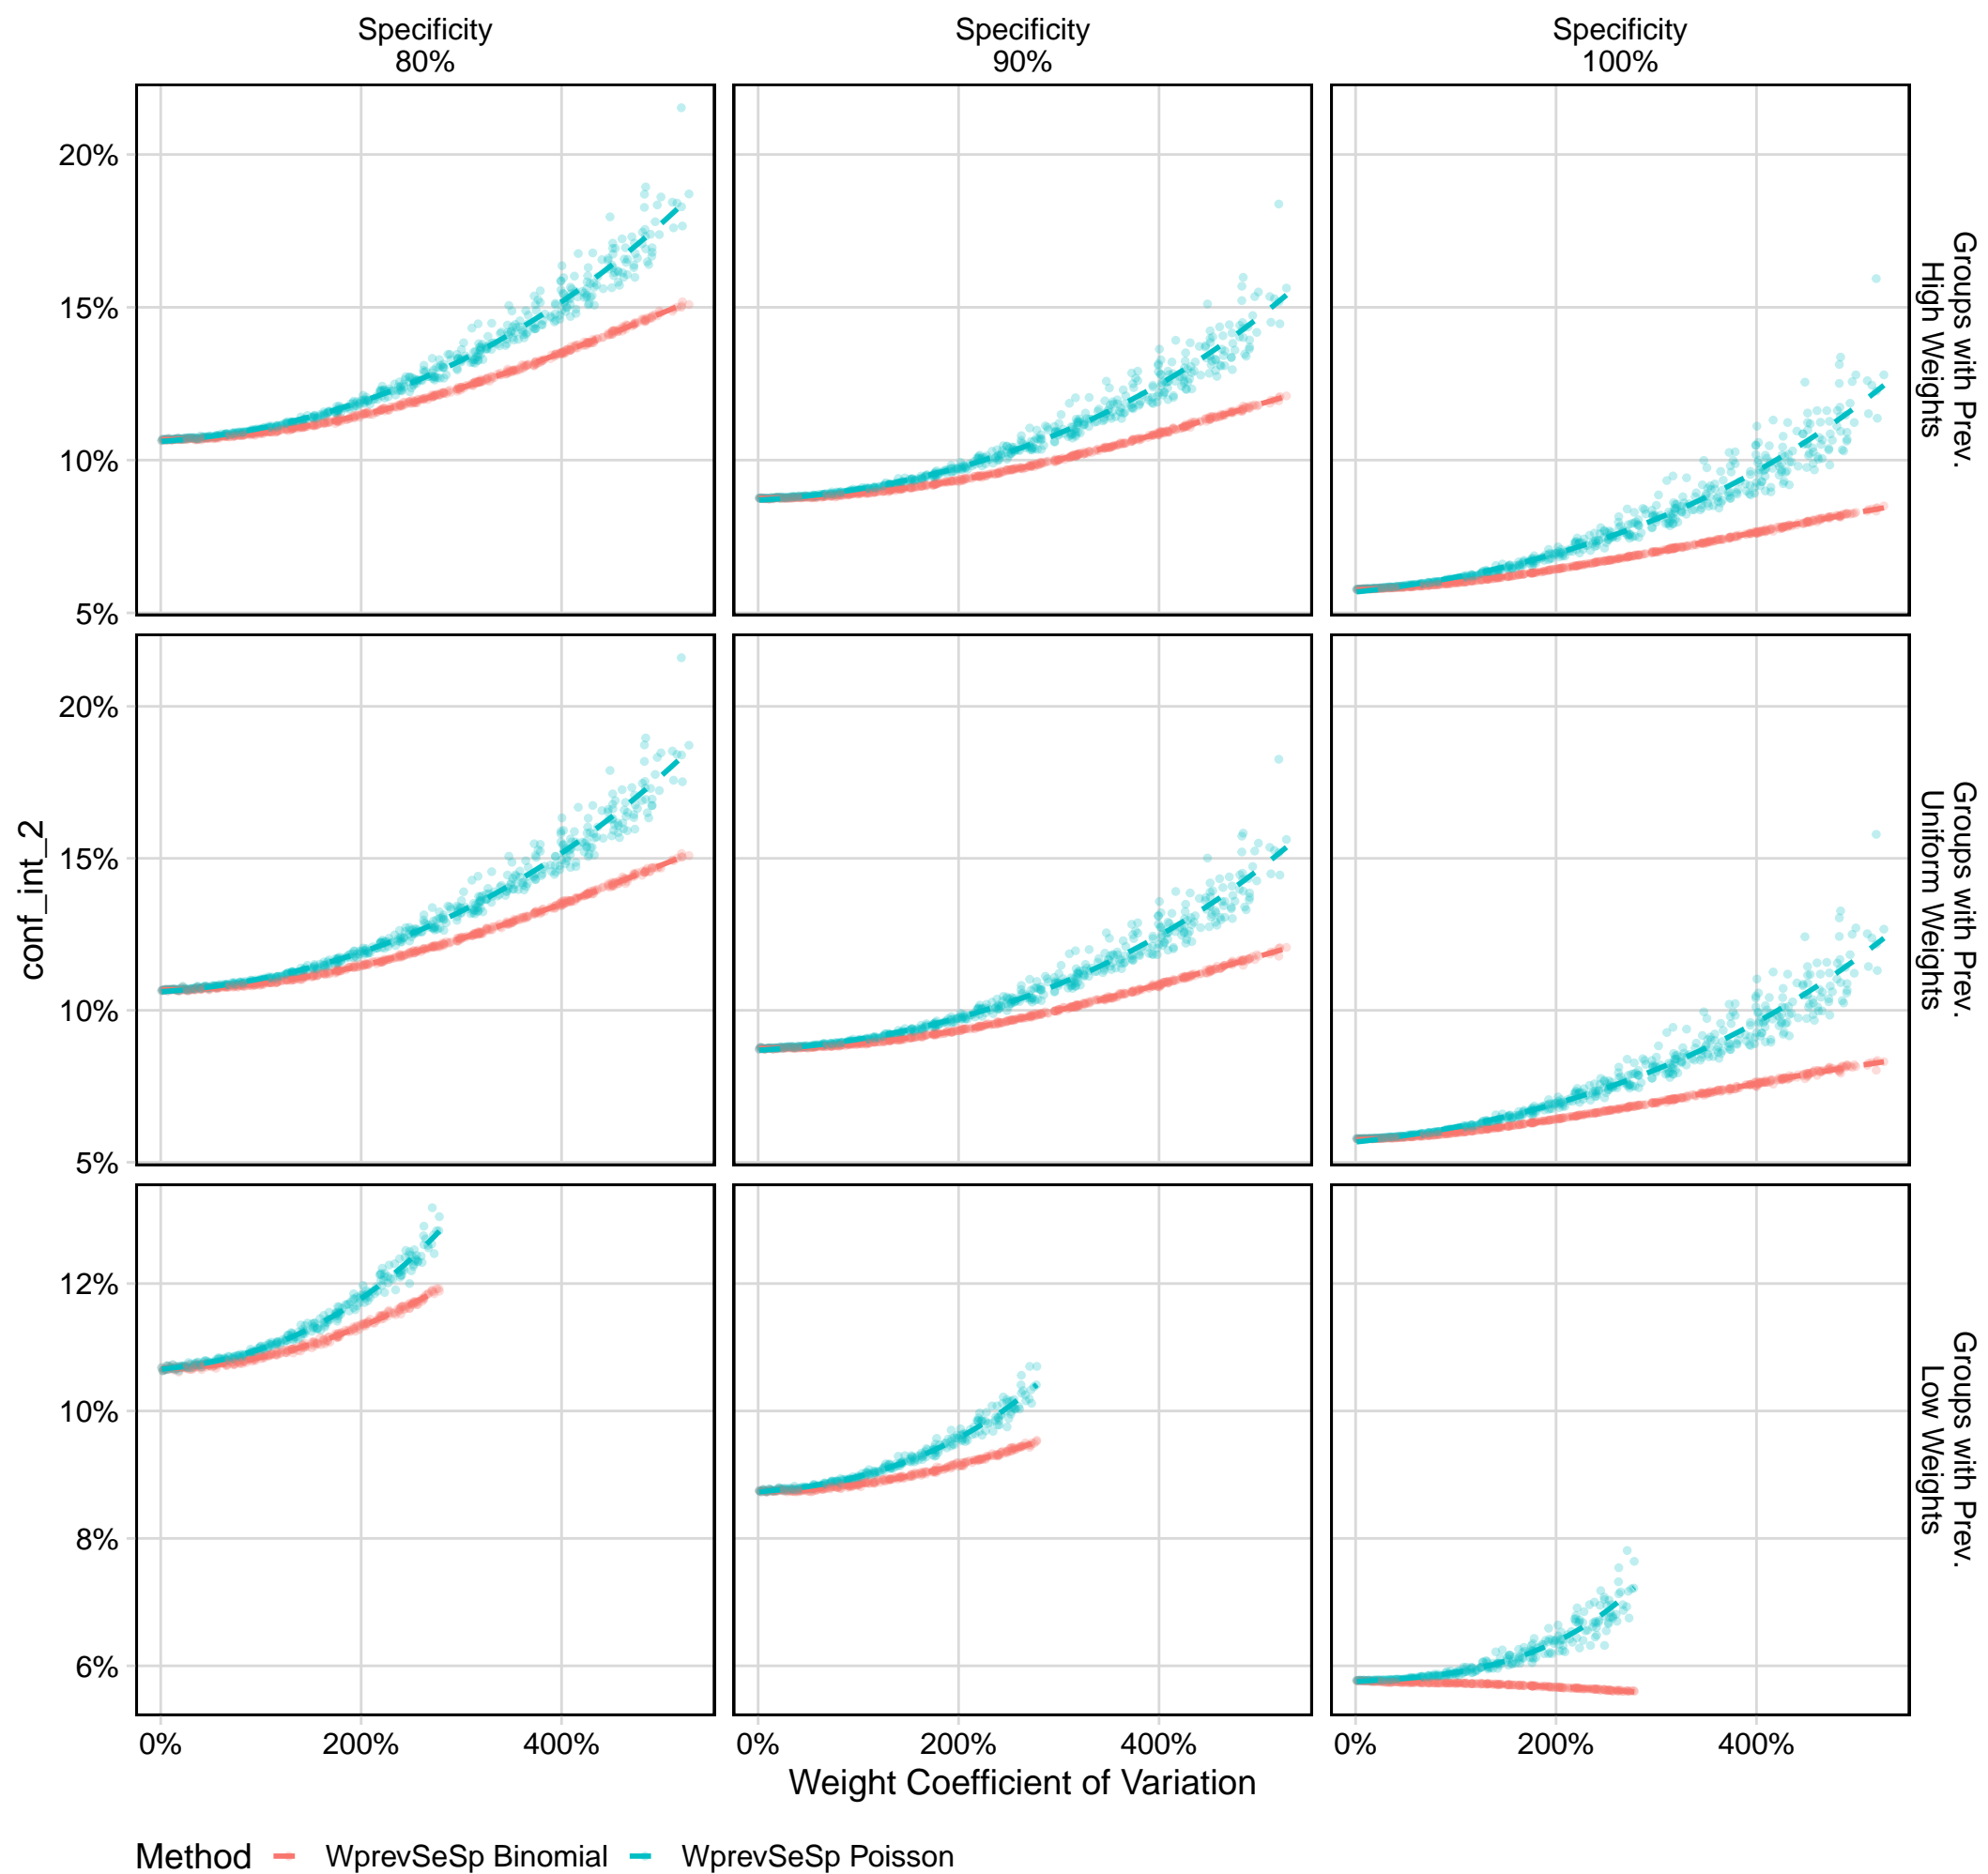 Specificity
80%
Specificity
90%
Specificity
100%
20%
15%
10%
5%
Groups with Prev.
High Weights
20%
15%
10%
5%
Groups with Prev.
Uniform Weights
conf_int_2
12%
10%
8%
6%
Groups with Prev.
Low Weights
0%
200%
400%
0%
200%
400%
0%
200%
400%
Weight Coefficient of Variation
Method
WprevSeSp Binomial
WprevSeSp Poisson